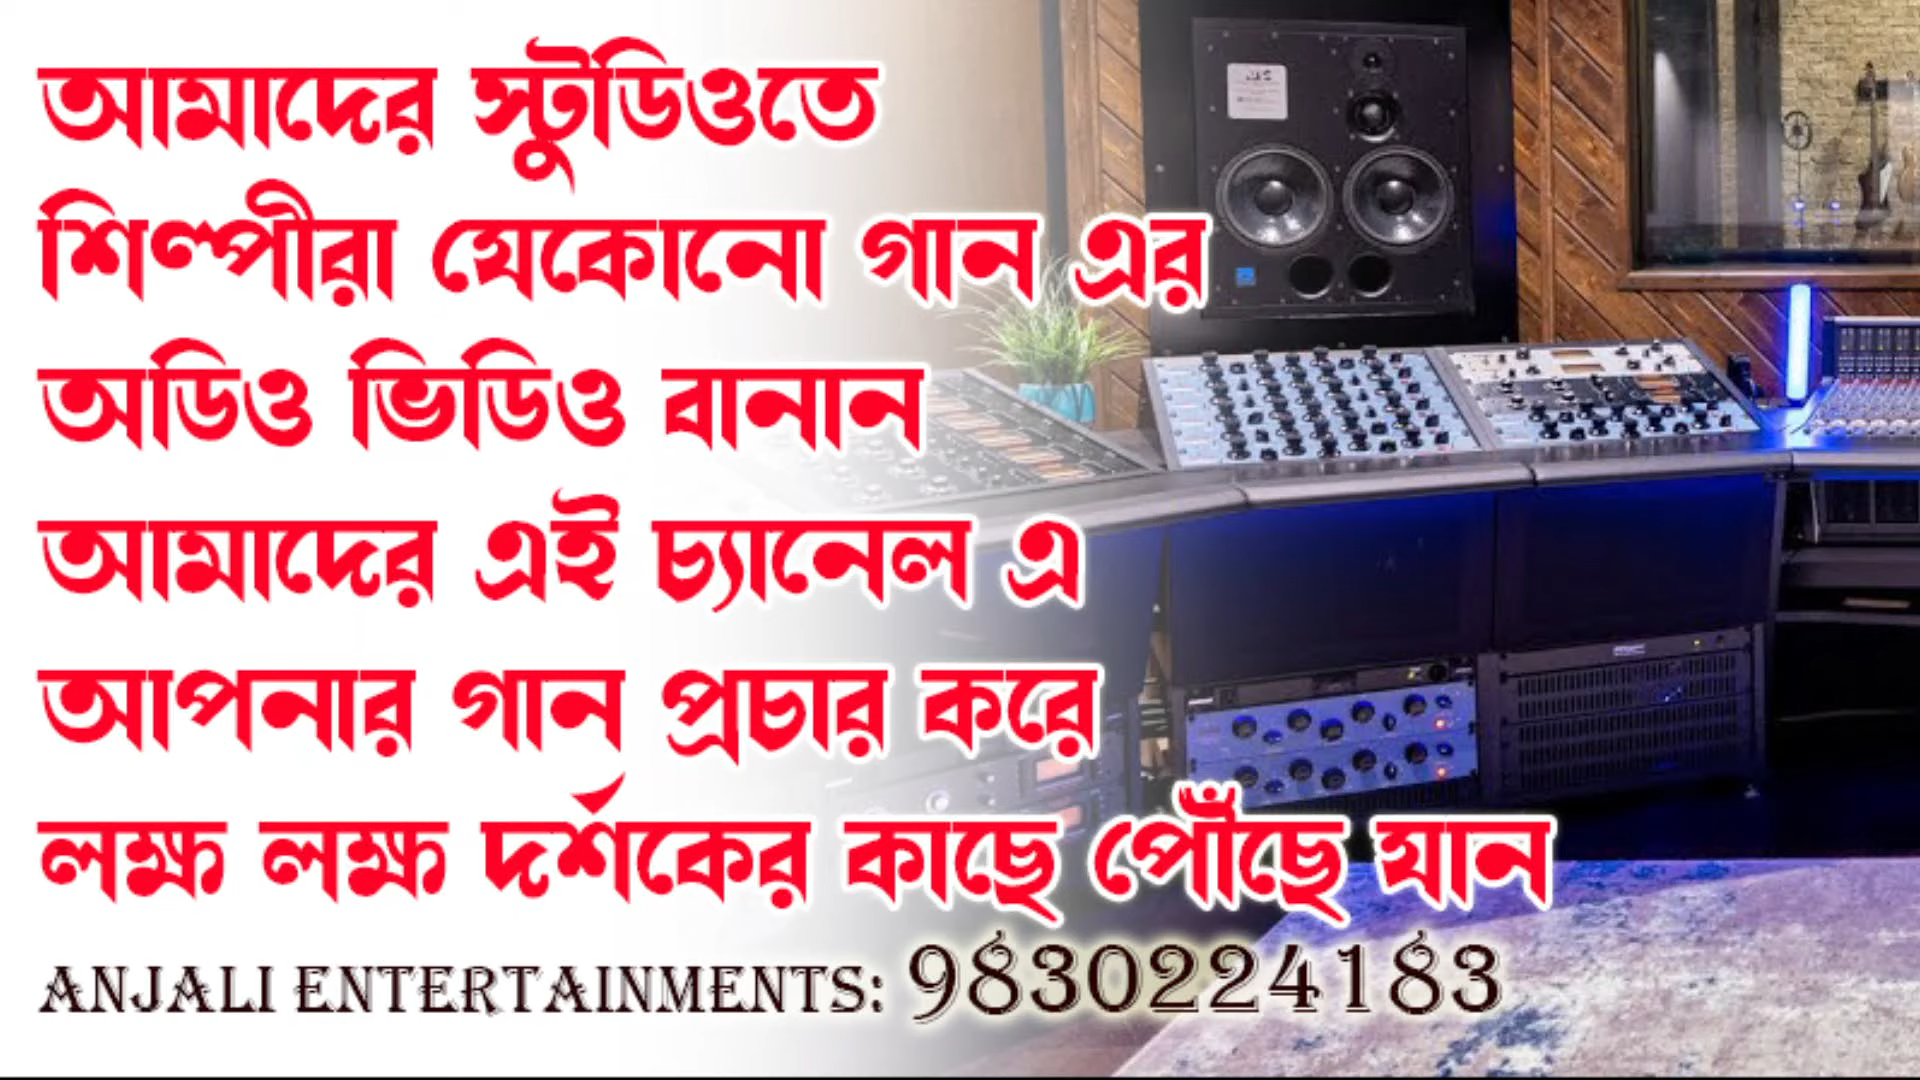 আমাদের স্টুডিওতে
শিল্পীরা যেকোনো গান এর
অডিও ভিডিও বানান
আমাদের এই চ্যানেল এ
আপনার গান প্রচার করে
লক্ষ লক্ষ দর্শকের কাছে পৌঁছে যান
ANJALI ENTERTAINMENTS: 9830224183